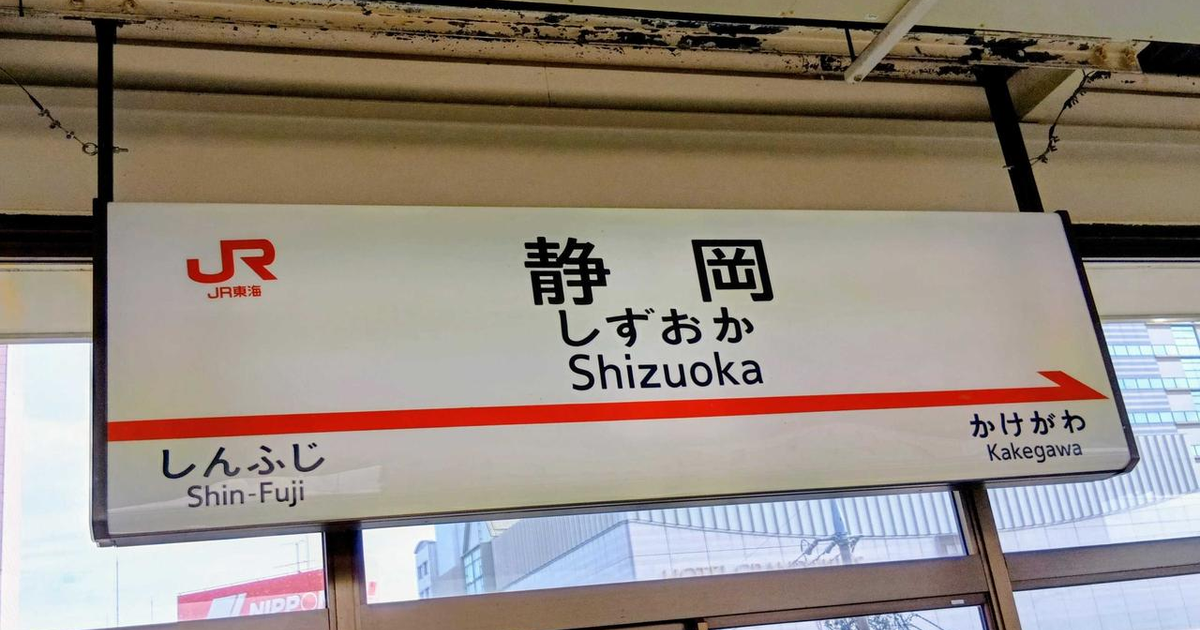 JR
JR東海
静岡
しずおか
Shizuoka
しんふじ
Shin-Fuji
かけがわ
Kakegawa
NIPPO